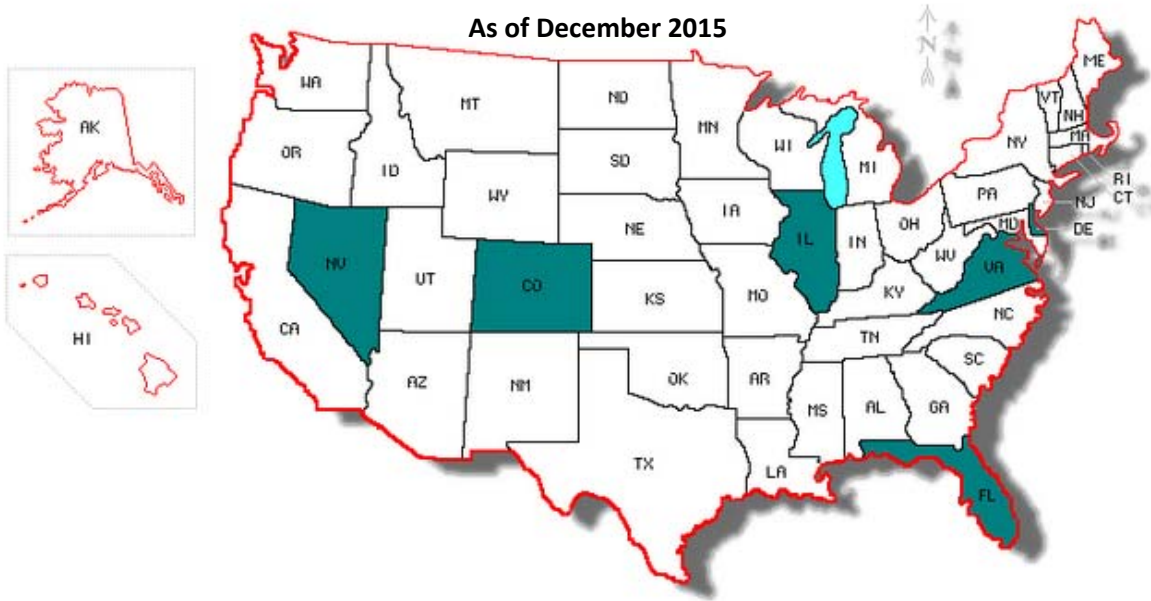 As of December 2015
N
ME
WA
MT
ND
MN
VT
NH
AK
OR
ID
SD
WI
MI
NY
MA
WY
RI
CT
PA
NJ
IA
NE
OH
MD
DE
NV
UT
CO
IL
IN
WV
VA
KS
MO
KY
HI
CA
NC
TN
AZ
NM
OK
AR
SC
MS
AL
GA
TX
LA
FL